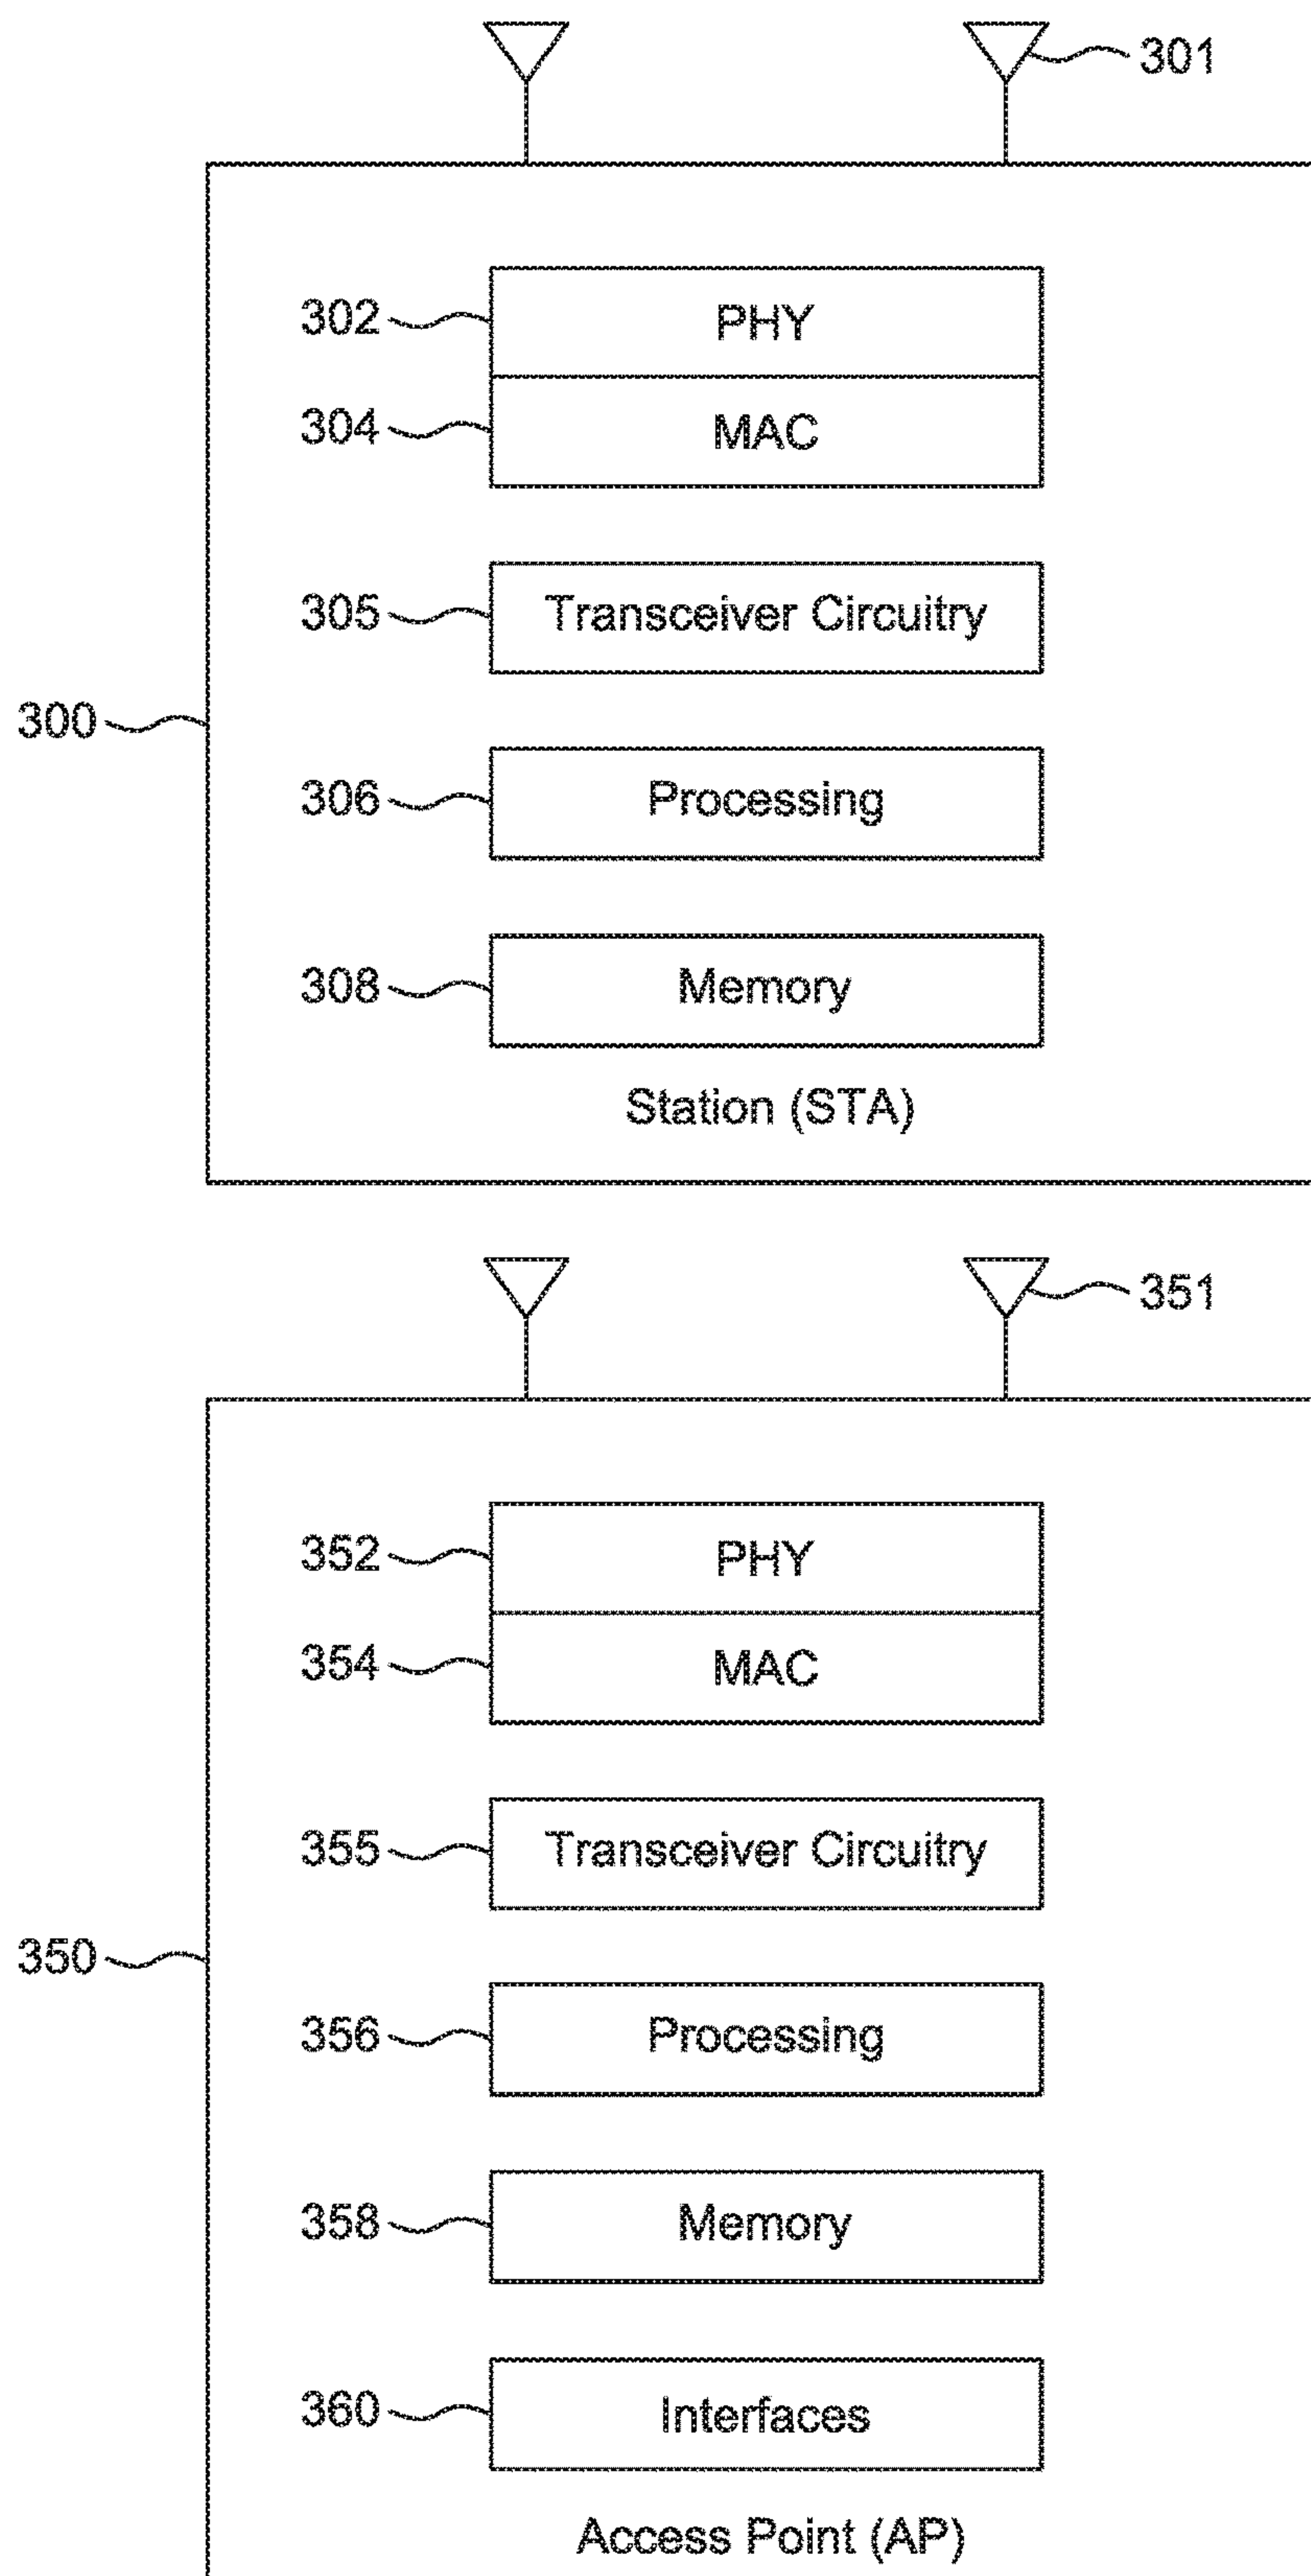 301
302 PHY
304 MAC
305 Transceiver Circuitry
300
306 Processing
308 Memory
Station (STA)
351
352 PHY
354 MAC
355 Transceiver Circuitry
350
356 Processing
358 Memory
360 Interfaces
Access Point (AP)